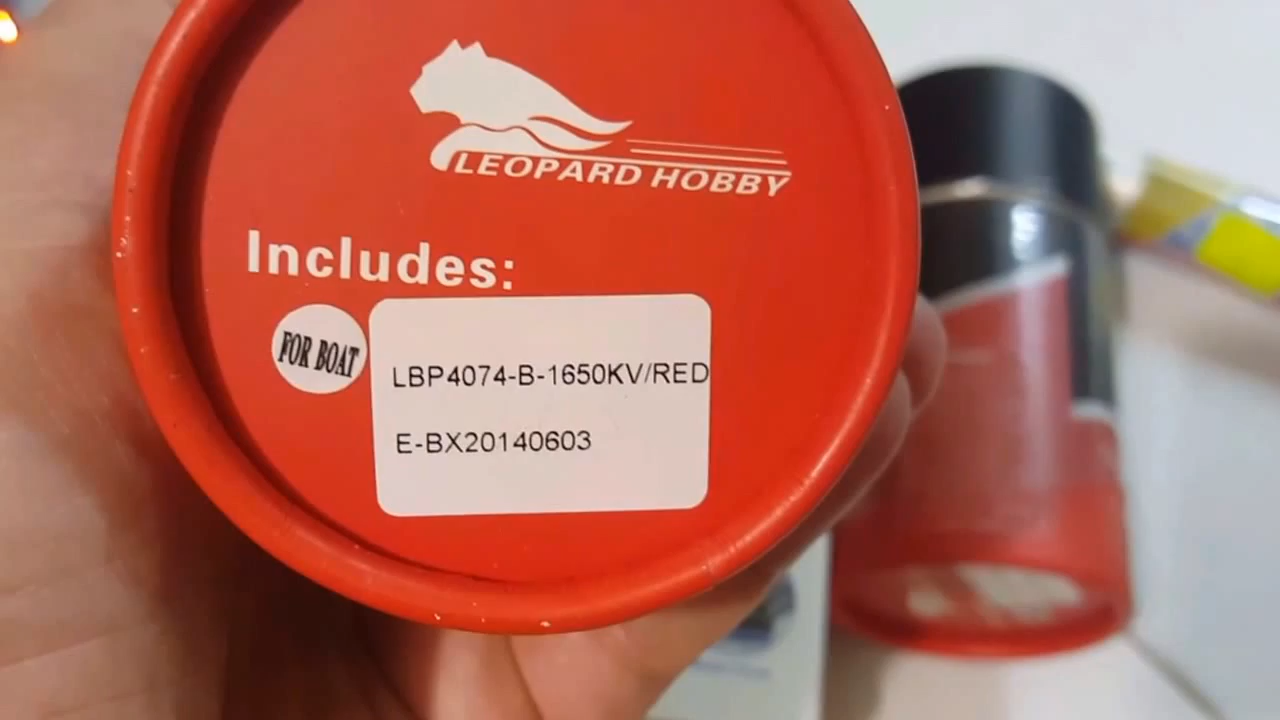 LEOPARD HOBBY
Includes:
FOR BOAT
LBP4074-B-1650KV/RED
E-BX20140603